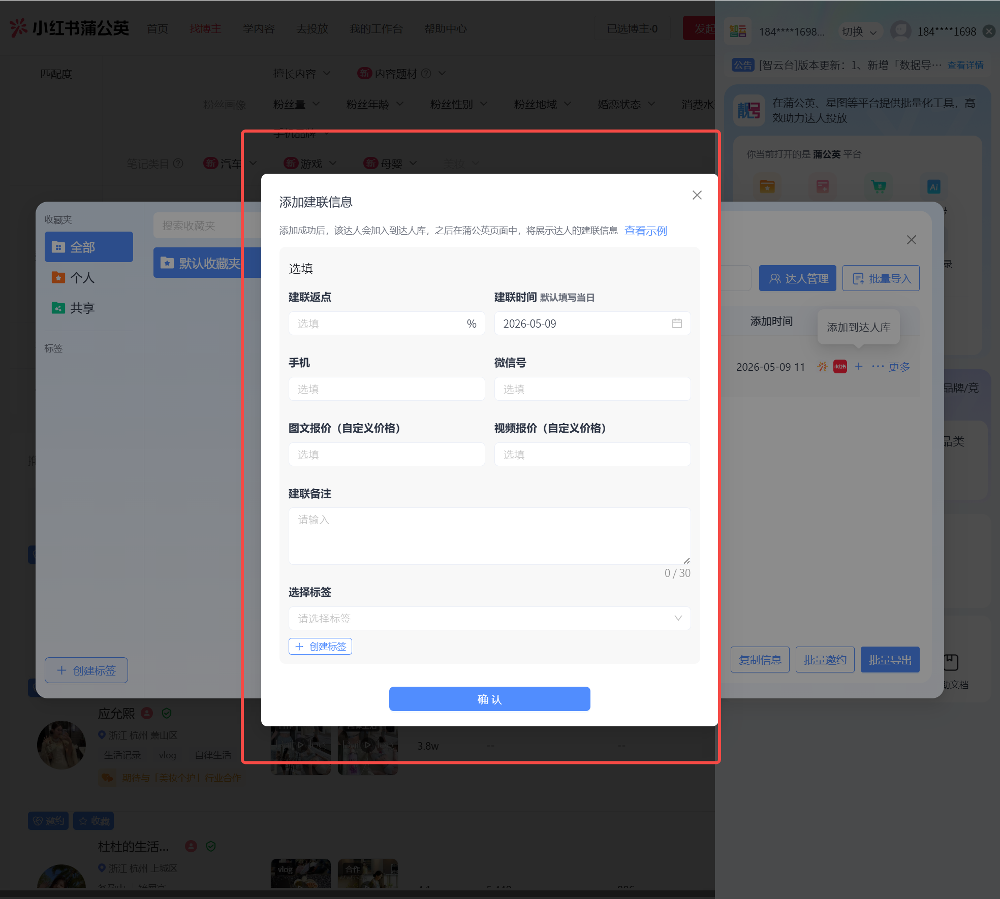 小红书蒲公英 首页 找博主 学内容 去投放 我的工作台 帮助中心 已选博主·0 发起
智云 184****1698... 切换 184****1698
公告 [智云台]版本更新：1、新增「数据导… 查看详情
匹配度 擅长内容 新 内容题材
粉丝画像 粉丝量 粉丝年龄 粉丝性别 粉丝地域 婚恋状态 消费水
靓号 在蒲公英、星图等平台提供批量化工具，高
效助力达人投放
手机品牌
你当前打开的是 蒲公英 平台
笔记类目 新 汽车 新 游戏 新 母婴 美妆
Ai
收藏夹
搜索收藏夹
全部
默认收藏夹
个人
共享
标签
创建标签
添加建联信息
添加成功后，该达人会加入到达人库，之后在蒲公英页面中，将展示达人的建联信息 查看示例
选填
建联返点 建联时间 默认填写当日
选填 % 2026-05-09
手机 微信号
选填 选填
图文报价（自定义价格） 视频报价（自定义价格）
选填 选填
建联备注
请输入
0 / 30
选择标签
请选择标签
创建标签
确认
达人管理 批量导入
添加时间
添加到达人库
2026-05-09 11 小红书 更多
复制信息 批量邀约 批量导出
录
品牌/竞
品类
助文档
应允熙
浙江 杭州 萧山区
生活记录 vlog 自律生活
期待与「美妆个护」行业合作
3.8w -- --
邀约 收藏
杜杜的生活...
浙江 杭州 上城区
vlog 合作